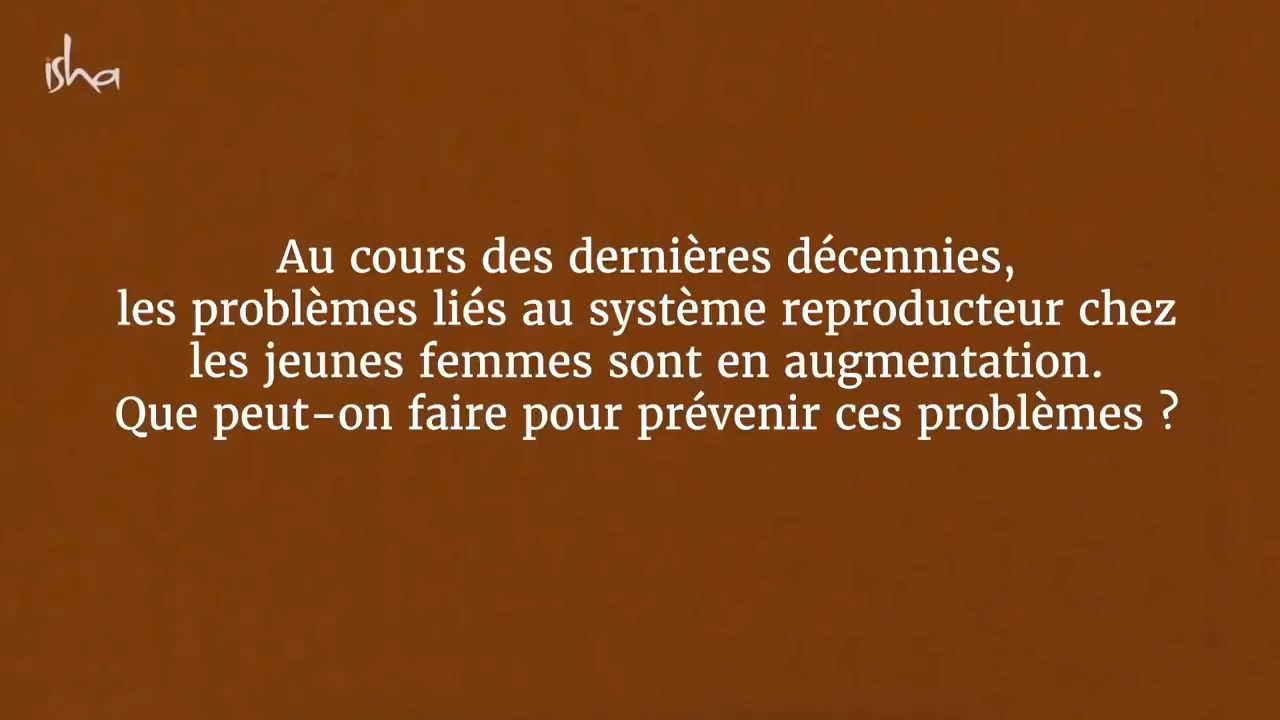 isha
Au cours des dernières décennies,
les problèmes liés au système reproducteur chez
les jeunes femmes sont en augmentation.
Que peut-on faire pour prévenir ces problèmes ?